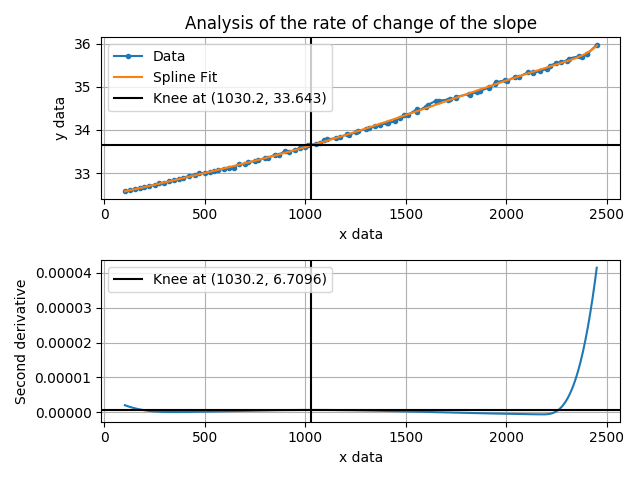 Analysis of the rate of change of the slope
36
35
34
33
y data
Data
Spline Fit
Knee at (1030.2, 33.643)
0
500
1000
1500
2000
2500
x data
0.00004
0.00003
0.00002
0.00001
0.00000
Second derivative
Knee at (1030.2, 6.7096)
0
500
1000
1500
2000
2500
x data